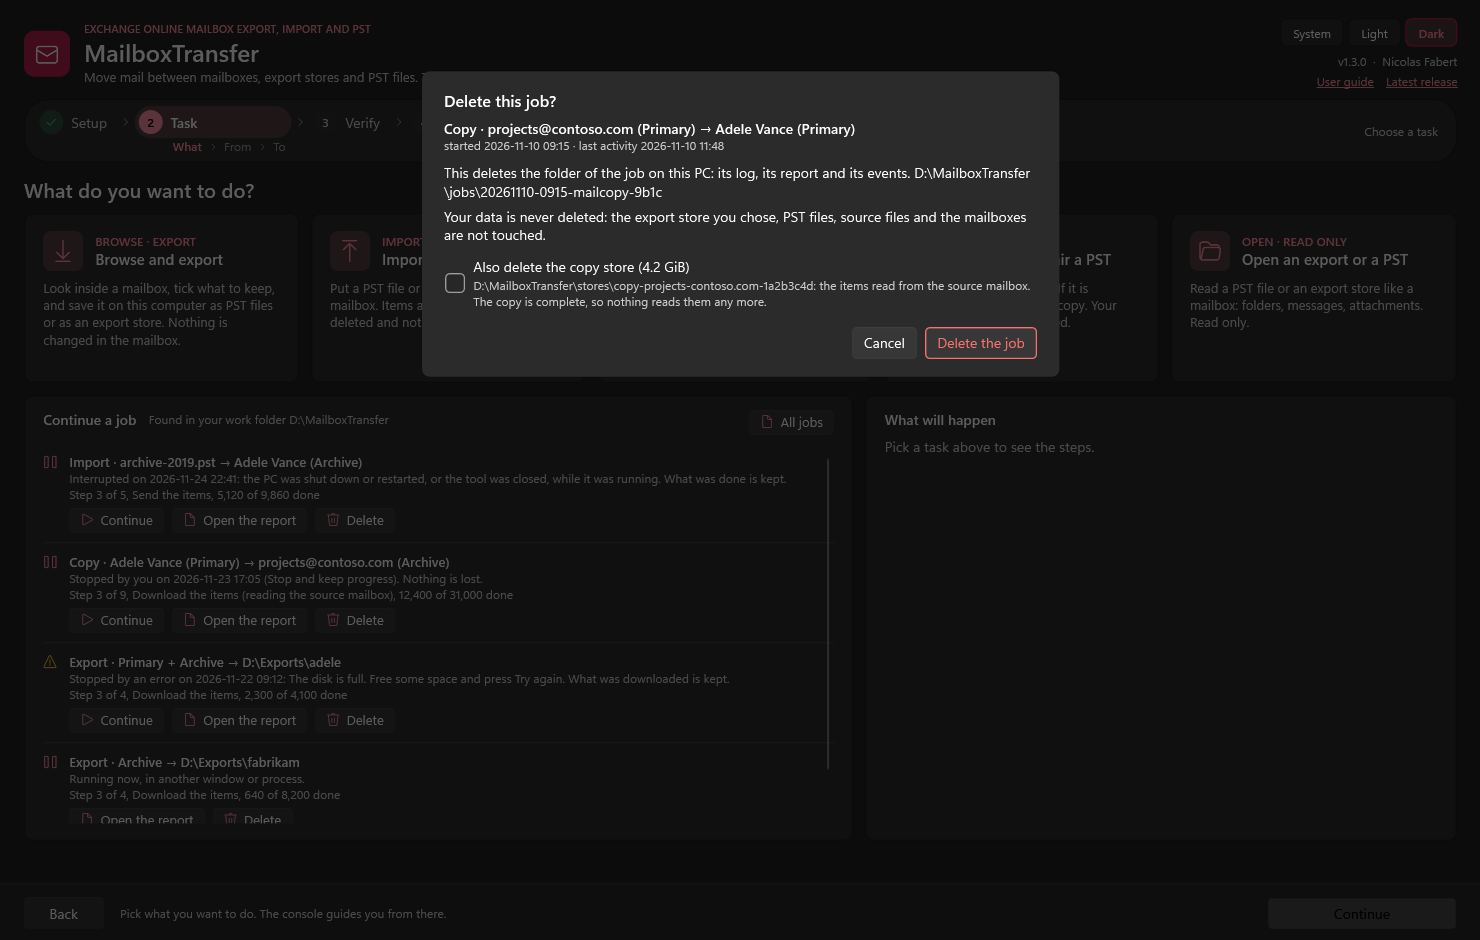 EXCHANGE ONLINE MAILBOX EXPORT, IMPORT AND PST
MailboxTransfer
Move mail between mailboxes, export stores and PST files.
System
Light
Dark
v1.3.0 · Nicolas Fabert
User guide
Latest release
Setup
2
Task
3
Verify
Choose a task
What
From
To
Delete this job?
Copy · projects@contoso.com (Primary) → Adele Vance (Primary)
started 2026-11-10 09:15 · last activity 2026-11-10 11:48
This deletes the folder of the job on this PC: its log, its report and its events. D:\MailboxTransfer
\jobs\20261110-0915-mailcopy-9b1c
Your data is never deleted: the export store you chose, PST files, source files and the mailboxes
are not touched.
Also delete the copy store (4.2 GiB)
D:\MailboxTransfer\stores\copy-projects-contoso.com-1a2b3c4d: the items read from the source mailbox.
The copy is complete, so nothing reads them any more.
Cancel
Delete the job
What do you want to do?
BROWSE · EXPORT
Browse and export
Look inside a mailbox, tick what to keep,
and save it on this computer as PST files
or as an export store. Nothing is
changed in the mailbox.
IMPORT
Impor
Put a PST file or
mailbox. Items a
deleted and not
ir a PST
f it is
copy. Your
d.
OPEN · READ ONLY
Open an export or a PST
Read a PST file or an export store like a
mailbox: folders, messages, attachments.
Read only.
Continue a job
Found in your work folder D:\MailboxTransfer
All jobs
Import · archive-2019.pst → Adele Vance (Archive)
Interrupted on 2026-11-24 22:41: the PC was shut down or restarted, or the tool was closed, while it was running. What was done is kept.
Step 3 of 5, Send the items, 5,120 of 9,860 done
Continue
Open the report
Delete
Copy · Adele Vance (Primary) → projects@contoso.com (Archive)
Stopped by you on 2026-11-23 17:05 (Stop and keep progress). Nothing is lost.
Step 3 of 9, Download the items (reading the source mailbox), 12,400 of 31,000 done
Continue
Open the report
Delete
Export · Primary + Archive → D:\Exports\adele
Stopped by an error on 2026-11-22 09:12: The disk is full. Free some space and press Try again. What was downloaded is kept.
Step 3 of 4, Download the items, 2,300 of 4,100 done
Continue
Open the report
Delete
Export · Archive → D:\Exports\fabrikam
Running now, in another window or process.
Step 3 of 4, Download the items, 640 of 8,200 done
Open the report
Delete
What will happen
Pick a task above to see the steps.
Back
Pick what you want to do. The console guides you from there.
Continue